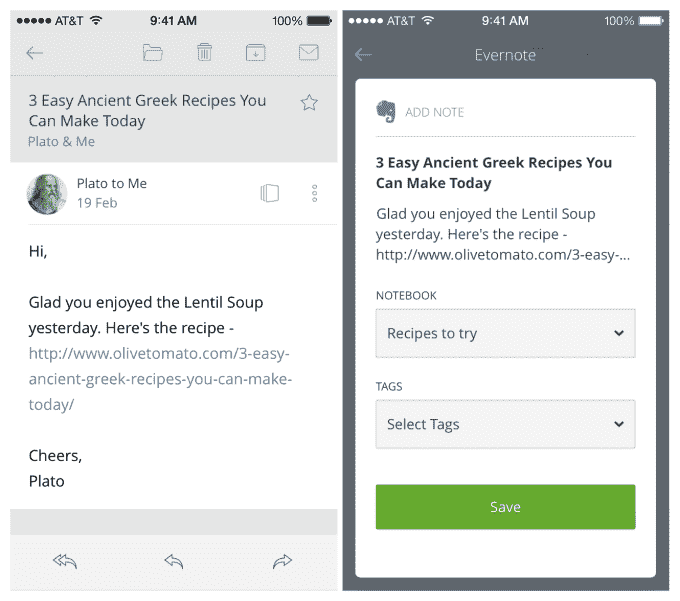 AT&T 9:41 AM 100%
3 Easy Ancient Greek Recipes You
Can Make Today
Plato & Me
Plato to Me
19 Feb
Hi,
Glad you enjoyed the Lentil Soup
yesterday. Here's the recipe -
http://www.olivetomato.com/3-easy-
ancient-greek-recipes-you-can-make-
today/
Cheers,
Plato
AT&T 9:41 AM 100%
Evernote
ADD NOTE
3 Easy Ancient Greek Recipes You
Can Make Today
Glad you enjoyed the Lentil Soup
yesterday. Here's the recipe -
http://www.olivetomato.com/3-easy-...
NOTEBOOK
Recipes to try
TAGS
Select Tags
Save